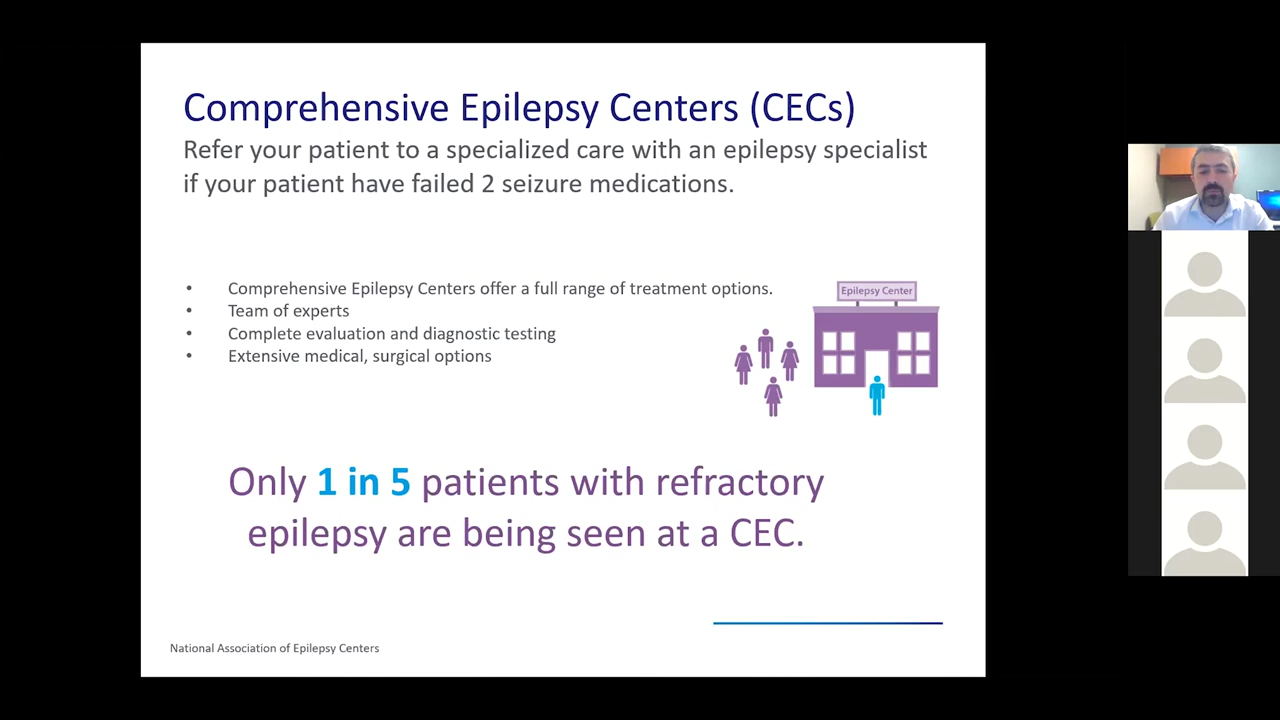 Comprehensive Epilepsy Centers (CECs)
Refer your patient to a specialized care with an epilepsy specialist
if your patient have failed 2 seizure medications.
• Comprehensive Epilepsy Centers offer a full range of treatment options.
• Team of experts
• Complete evaluation and diagnostic testing
• Extensive medical, surgical options
Epilepsy Center
Only 1 in 5 patients with refractory
epilepsy are being seen at a CEC.
National Association of Epilepsy Centers